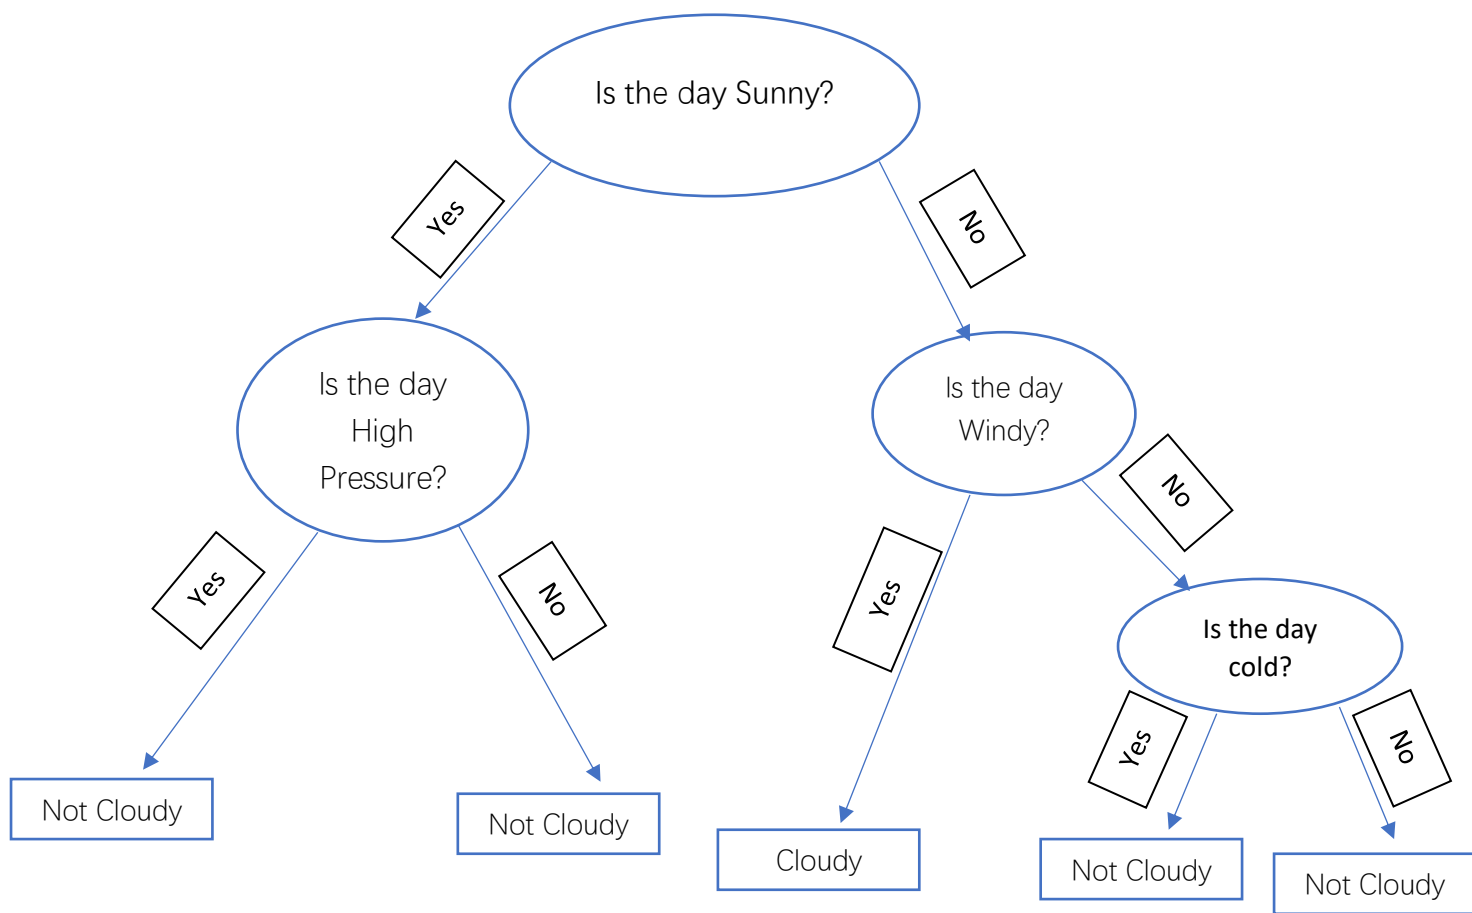 Is the day Sunny?
Yes
No
Is the day
High
Pressure?
Is the day
Windy?
Yes
No
Yes
No
Is the day
cold?
Yes
No
Not Cloudy
Not Cloudy
Cloudy
Not Cloudy
Not Cloudy